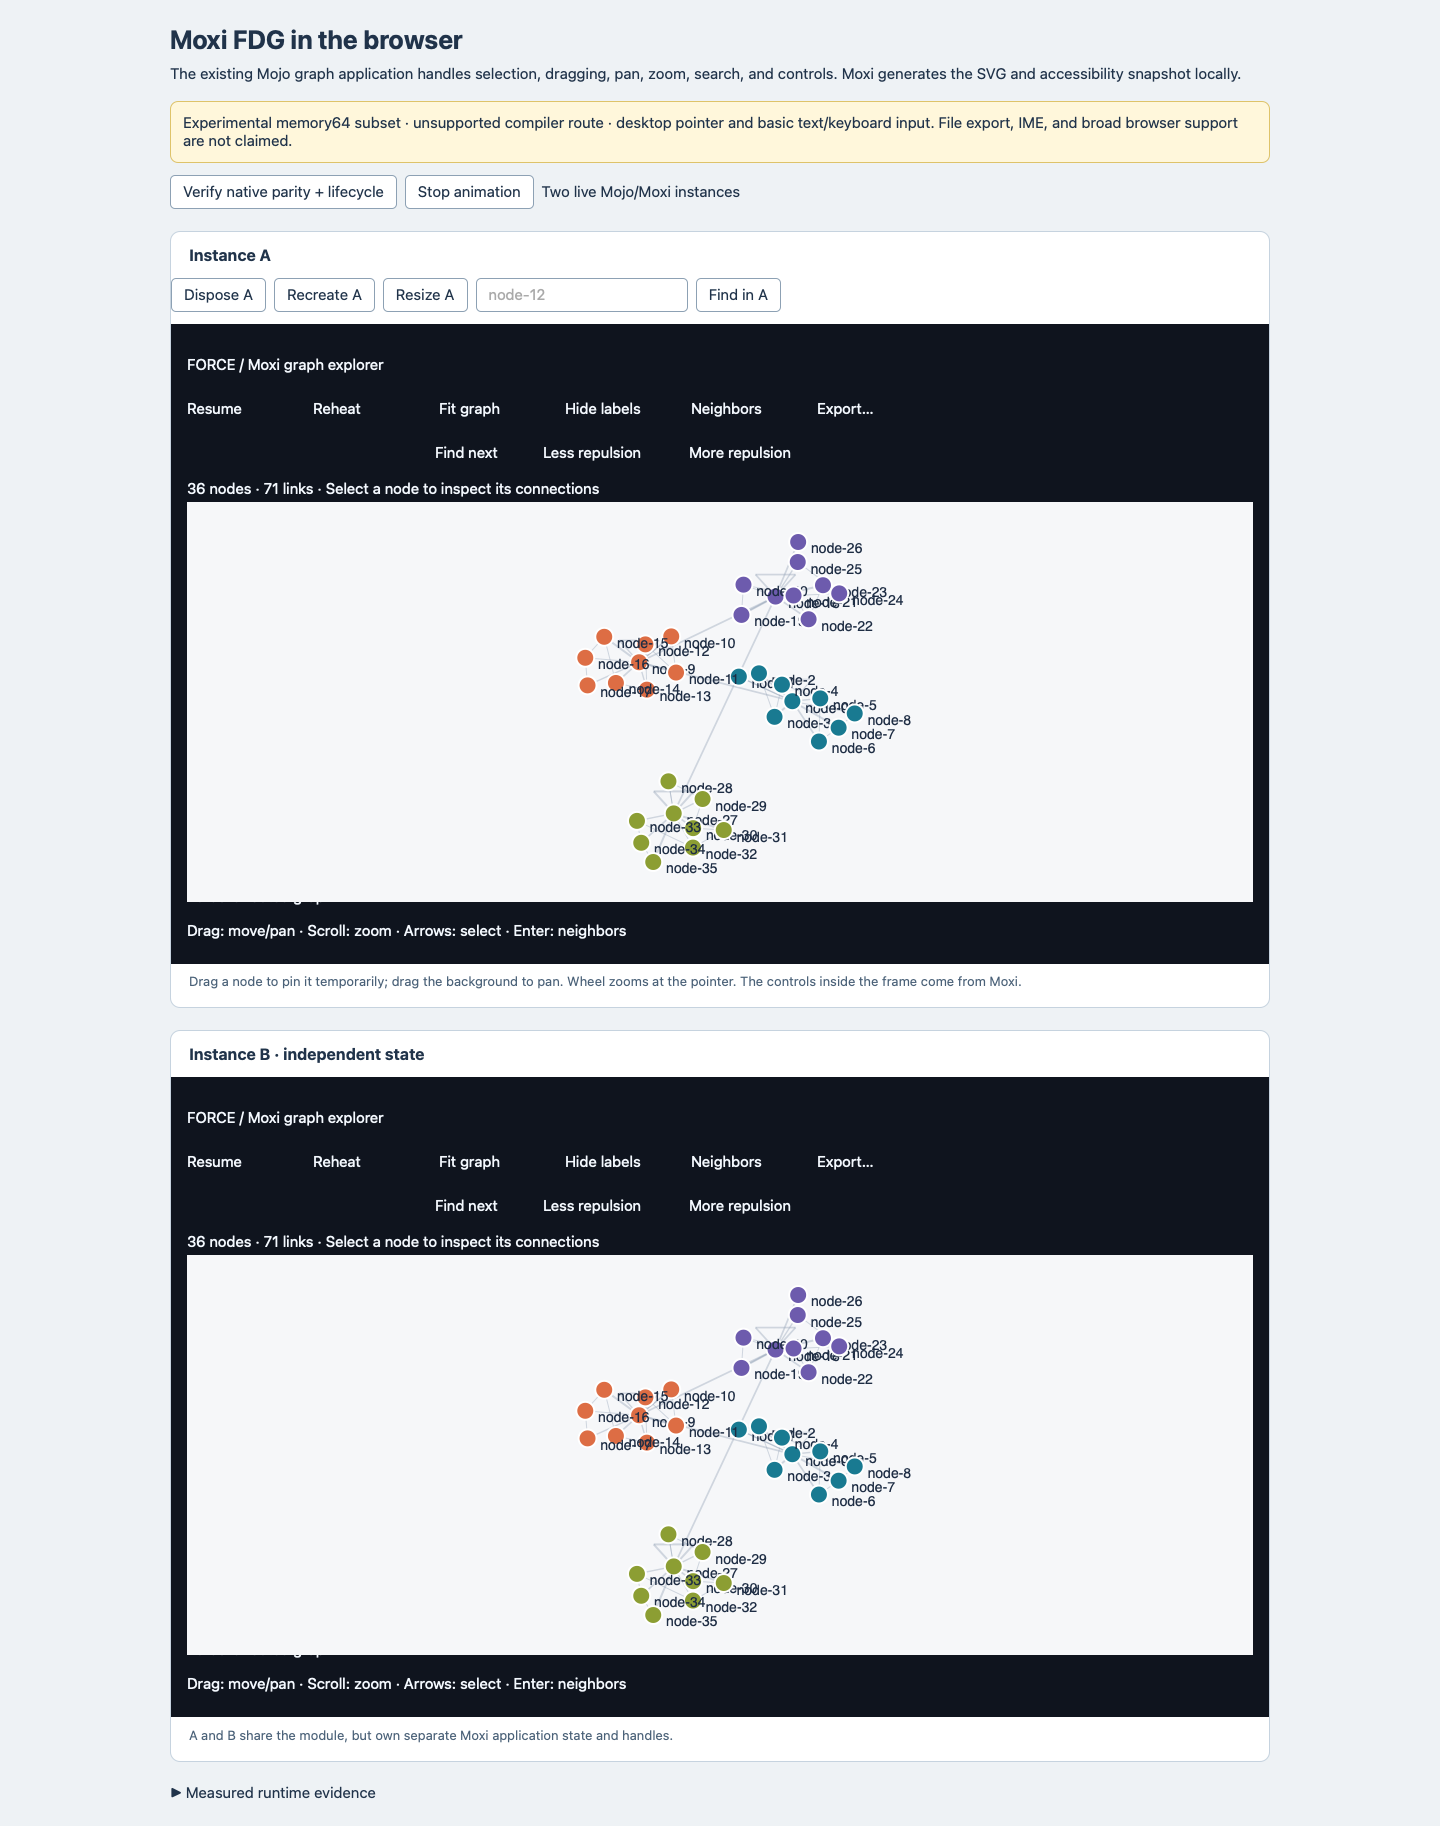 Moxi FDG in the browser
The existing Mojo graph application handles selection, dragging, pan, zoom, search, and controls. Moxi generates the SVG and accessibility snapshot locally.
Experimental memory64 subset · unsupported compiler route · desktop pointer and basic text/keyboard input. File export, IME, and broad browser support
are not claimed.
Verify native parity + lifecycle
Stop animation
Two live Mojo/Moxi instances
Instance A
Dispose A
Recreate A
Resize A
node-12
Find in A
FORCE / Moxi graph explorer
Resume
Reheat
Fit graph
Hide labels
Neighbors
Export...
Find next
Less repulsion
More repulsion
36 nodes · 71 links · Select a node to inspect its connections
node-26
node-25
node-23
node-24
node-22
node-15
node-10
node-12
node-16
node-11
node-14
node-13
node-4
node-8
node-7
node-6
node-28
node-29
node-27
node-33
node-30
node-31
node-34
node-32
node-35
Drag: move/pan · Scroll: zoom · Arrows: select · Enter: neighbors
Drag a node to pin it temporarily; drag the background to pan. Wheel zooms at the pointer. The controls inside the frame come from Moxi.
Instance B · independent state
FORCE / Moxi graph explorer
Resume
Reheat
Fit graph
Hide labels
Neighbors
Export...
Find next
Less repulsion
More repulsion
36 nodes · 71 links · Select a node to inspect its connections
node-26
node-25
node-23
node-24
node-22
node-15
node-10
node-12
node-16
node-11
node-14
node-13
node-4
node-8
node-7
node-6
node-28
node-29
node-27
node-33
node-30
node-31
node-34
node-32
node-35
Drag: move/pan · Scroll: zoom · Arrows: select · Enter: neighbors
A and B share the module, but own separate Moxi application state and handles.
Measured runtime evidence